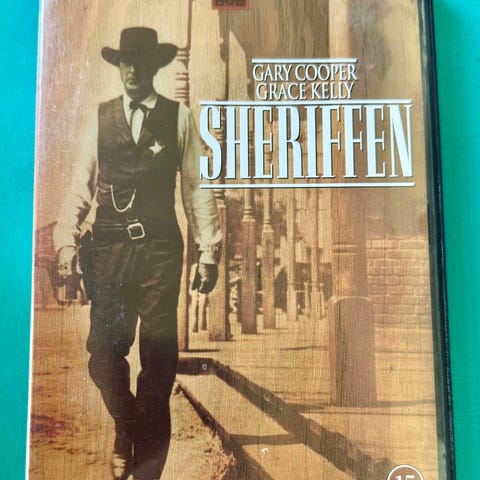 GARY COOPER
GRACE KELLY
SHERIFFEN
15